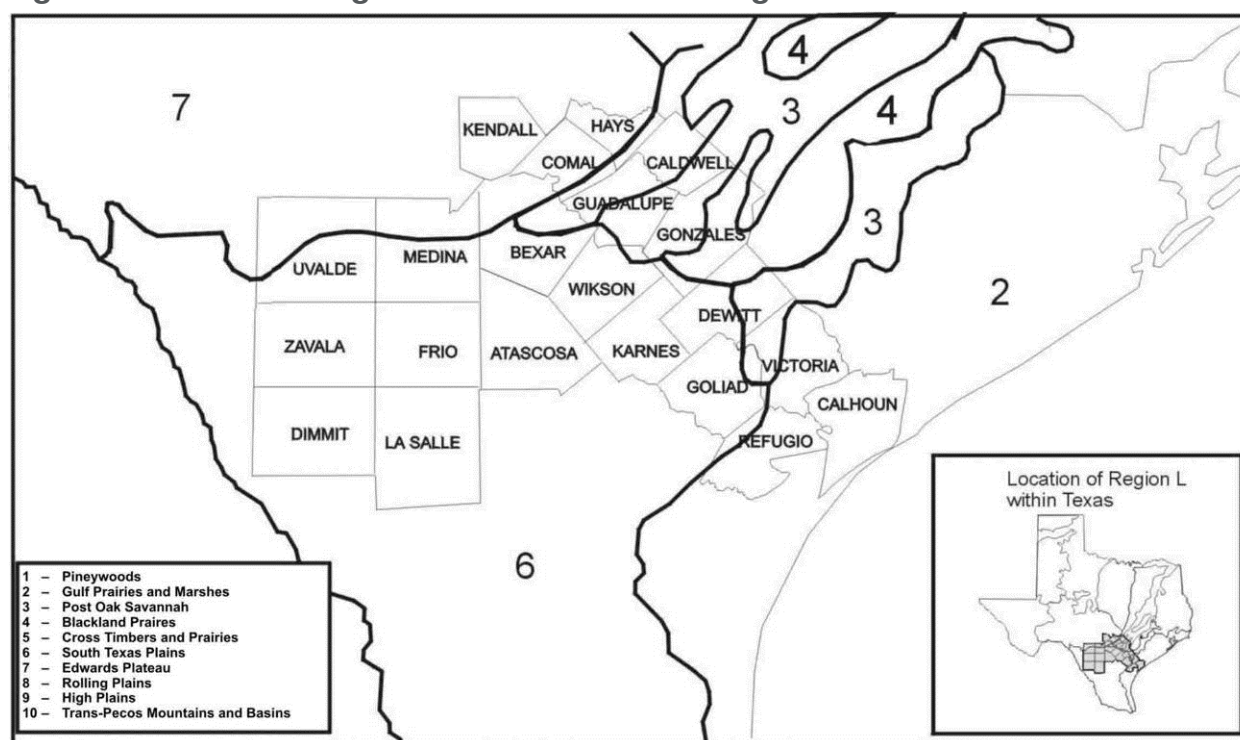 4
7
3
4
KENDALL
HAYS
COMAL
CALDWELL
GUADALUPE
3
GONZALES
BEXAR
MEDINA
UVALDE
2
WIKSON
DEWITT
ZAVALA
FRIO
ATASCOSA
KARNES
VICTORIA
GOLIAD
CALHOUN
DIMMIT
LA SALLE
REFUGIO
6
Location of Region L
within Texas
1 – Pineywoods
2 – Gulf Prairies and Marshes
3 – Post Oak Savannah
4 – Blackland Praires
5 – Cross Timbers and Prairies
6 – South Texas Plains
7 – Edwards Plateau
8 – Rolling Plains
9 – High Plains
10 – Trans-Pecos Mountains and Basins